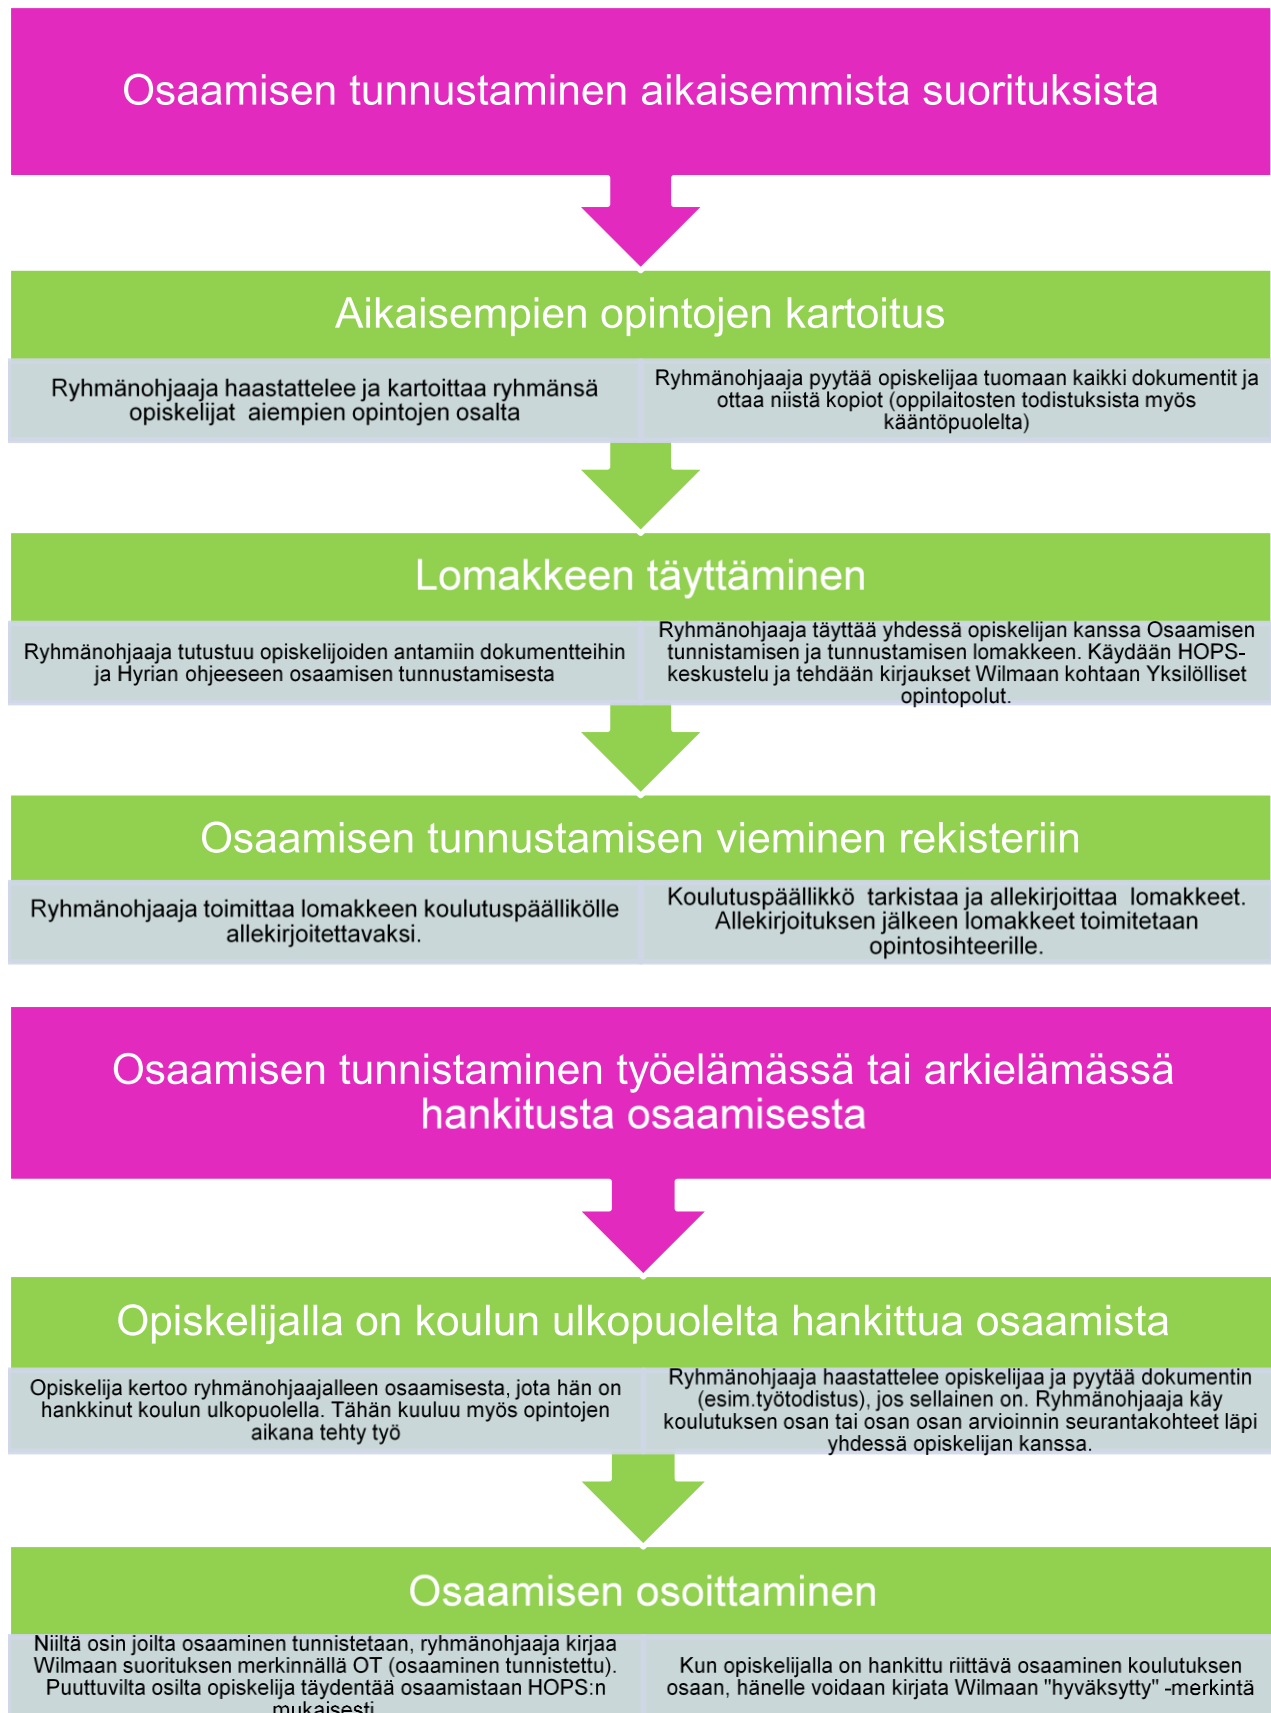 Osaamisen tunnustaminen aikaisemmista suorituksista
Aikaisempien opintojen kartoitus
Ryhmänohjaaja haastattelee ja kartoittaa ryhmänsä
opiskelijat aiempien opintojen osalta
Ryhmänohjaaja pyytää opiskelijaa tuomaan kaikki dokumentit ja
ottaa niistä kopiot (oppilaitosten todistuksista myös
kääntöpuolelta)
Lomakkeen täyttäminen
Ryhmänohjaaja tutustuu opiskelijoiden antamiin dokumentteihin
ja Hyrian ohjeeseen osaamisen tunnustamisesta
Ryhmänohjaaja täyttää yhdessä opiskelijan kanssa Osaamisen
tunnistamisen ja tunnustamisen lomakkeen. Käydään HOPS-
keskustelu ja tehdään kirjaukset Wilmaan kohtaan Yksilölliset
opintopolut.
Osaamisen tunnustamisen vieminen rekisteriin
Ryhmänohjaaja toimittaa lomakkeen koulutuspäällikölle
allekirjoitettavaksi.
Koulutuspäällikkö tarkistaa ja allekirjoittaa lomakkeet.
Allekirjoituksen jälkeen lomakkeet toimitetaan
opintosihteerille.
Osaamisen tunnistaminen työelämässä tai arkielämässä
hankitusta osaamisesta
Opiskelijalla on koulun ulkopuolelta hankittua osaamista
Opiskelija kertoo ryhmänohjaajalleen osaamisesta, jota hän on
hankkinut koulun ulkopuolella. Tähän kuuluu myös opintojen
aikana tehty työ
Ryhmänohjaaja haastattelee opiskelijaa ja pyytää dokumentin
(esim.työtodistus), jos sellainen on. Ryhmänohjaaja käy
koulutuksen osan tai osan osan arvioinnin seurantakohteet läpi
yhdessä opiskelijan kanssa.
Osaamisen osoittaminen
Niiltä osin joilta osaaminen tunnistetaan, ryhmänohjaaja kirjaa
Wilmaan suorituksen merkinnällä OT (osaaminen tunnistettu).
Puuttuvilta osilta opiskelija täydentää osaamistaan HOPS:n
mukaisesti
Kun opiskelijalla on hankittu riittävä osaaminen koulutuksen
osaan, hänelle voidaan kirjata Wilmaan "hyväksytty" -merkintä